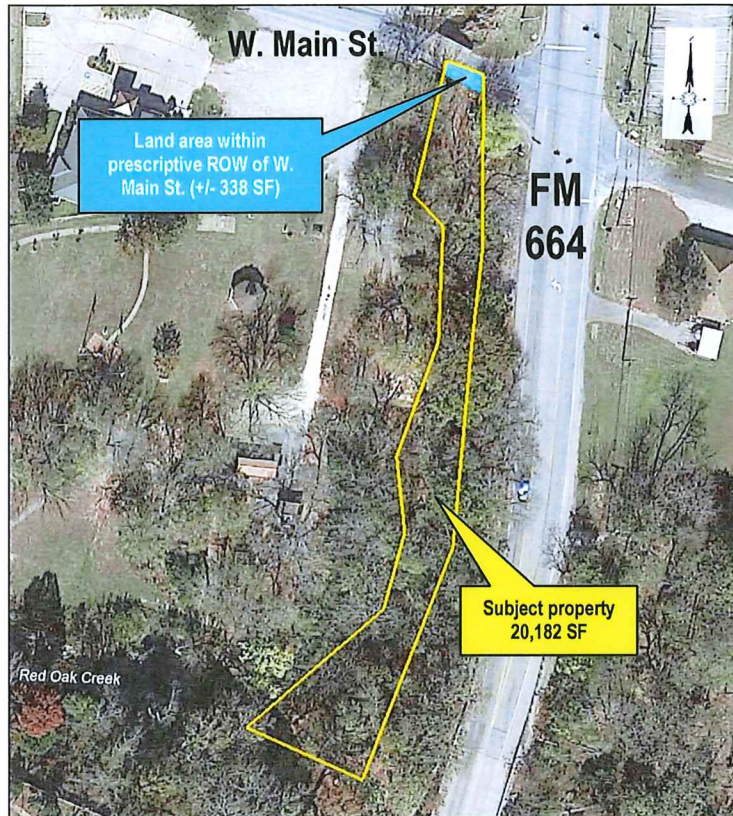 W. Main St.
Land area within
prescriptive ROW of W.
Main St. (+/- 338 SF)
FM
664
Subject property
20,182 SF
Red Oak Creek